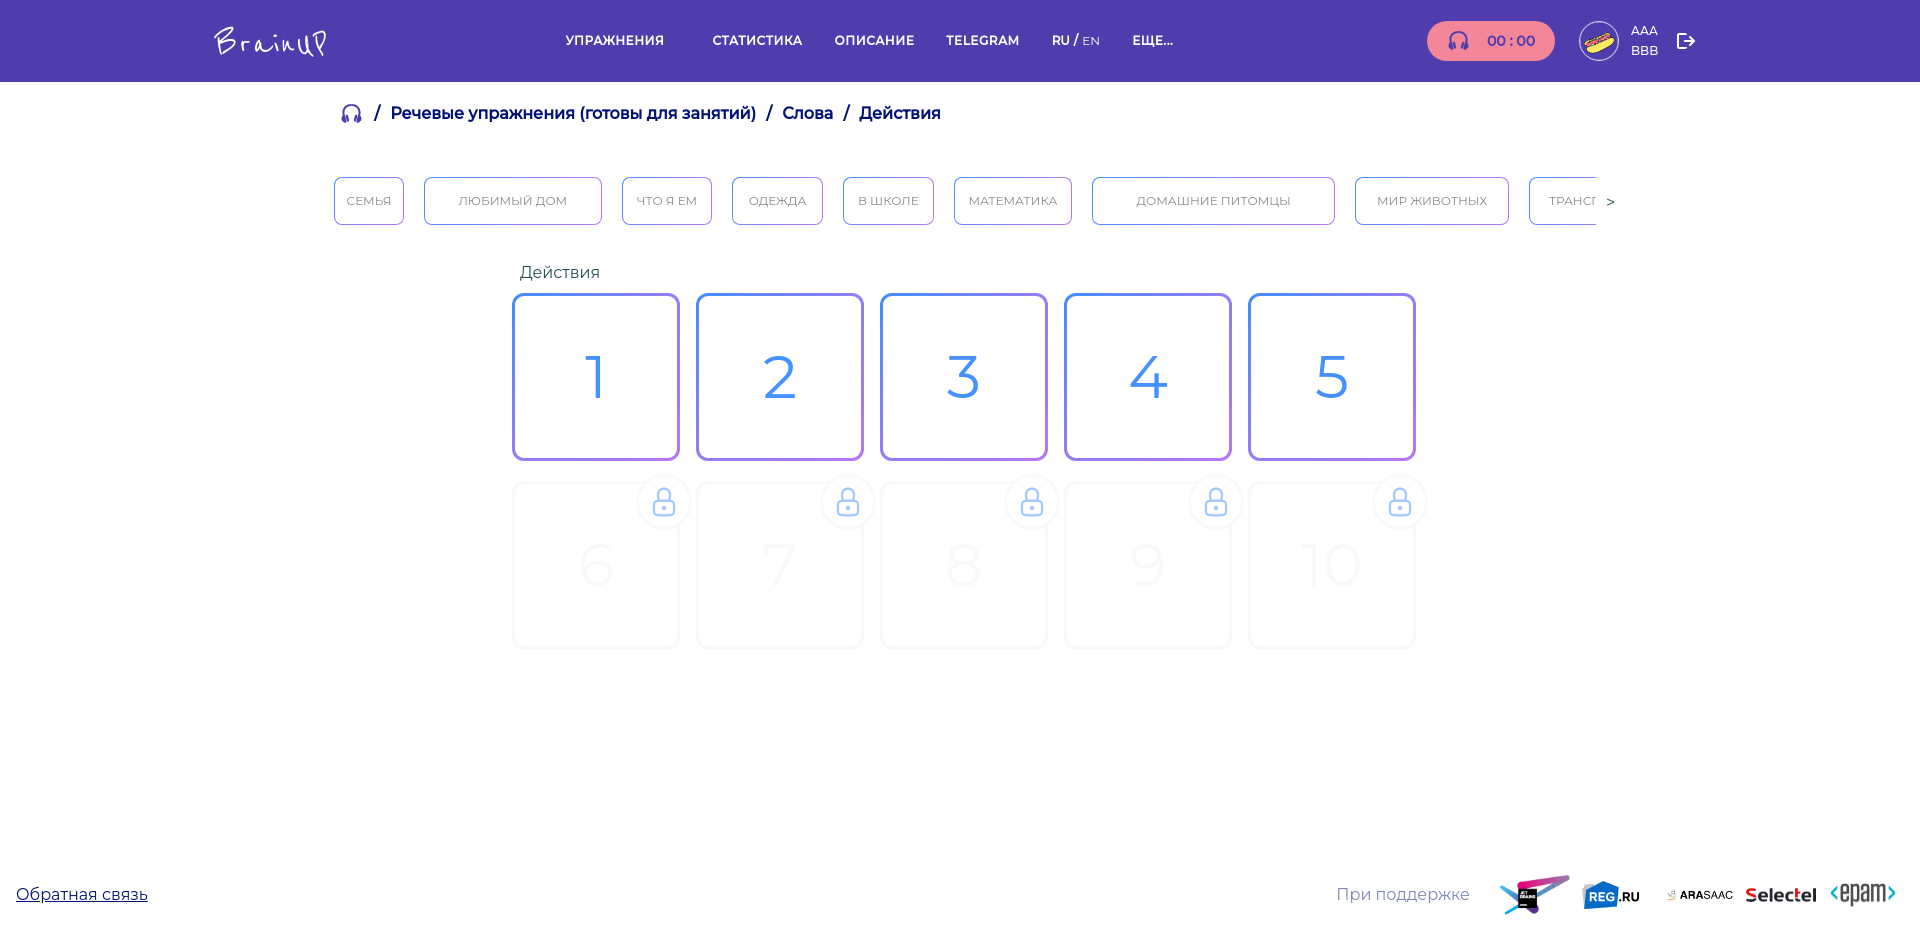 BrainUP
УПРАЖНЕНИЯ СТАТИСТИКА ОПИСАНИЕ TELEGRAM RU / EN ЕЩЕ...
00 : 00
AAA
BBB
/ Речевые упражнения (готовы для занятий) / Слова / Действия
СЕМЬЯ ЛЮБИМЫЙ ДОМ ЧТО Я ЕМ ОДЕЖДА В ШКОЛЕ МАТЕМАТИКА ДОМАШНИЕ ПИТОМЦЫ МИР ЖИВОТНЫХ ТРАНСП >
Действия
1 2 3 4 5
6 7 8 9 10
Обратная связь
При поддержке
JET BRAINS
REG.RU
ARASAAC
Selectel
<epam>